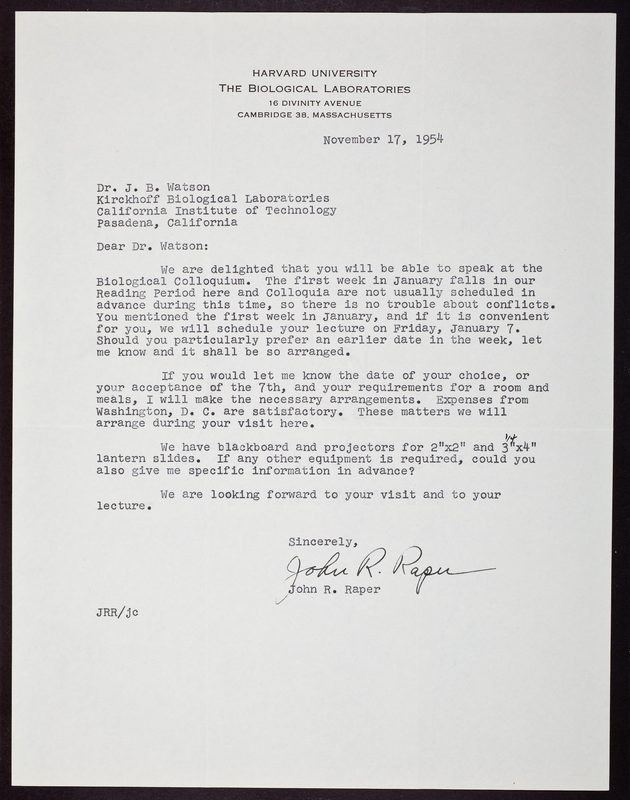 HARVARD UNIVERSITY
THE BIOLOGICAL LABORATORIES
16 DIVINITY AVENUE
CAMBRIDGE 38, MASSACHUSETTS
November 17, 1954
Dr. J. B. Watson
Kirckhoff Biological Laboratories
California Institute of Technology
Pasadena, California
Dear Dr. Watson:
We are delighted that you will be able to speak at the
Biological Colloquium. The first week in January falls in our
Reading Period here and Colloquia are not usually scheduled in
advance during this time, so there is no trouble about conflicts.
You mentioned the first week in January, and if it is convenient
for you, we will schedule your lecture on Friday, January 7.
Should you particularly prefer an earlier date in the week, let
me know and it shall be so arranged.
If you would let me know the date of your choice, or
your acceptance of the 7th, and your requirements for a room and
meals, I will make the necessary arrangements. Expenses from
Washington, D. C. are satisfactory. These matters we will
arrange during your visit here.
We have blackboard and projectors for 2"x2" and 3 1/4"x4"
lantern slides. If any other equipment is required, could you
also give me specific information in advance?
We are looking forward to your visit and to your
lecture.
Sincerely,
John R. Raper
John R. Raper
JRR/jc